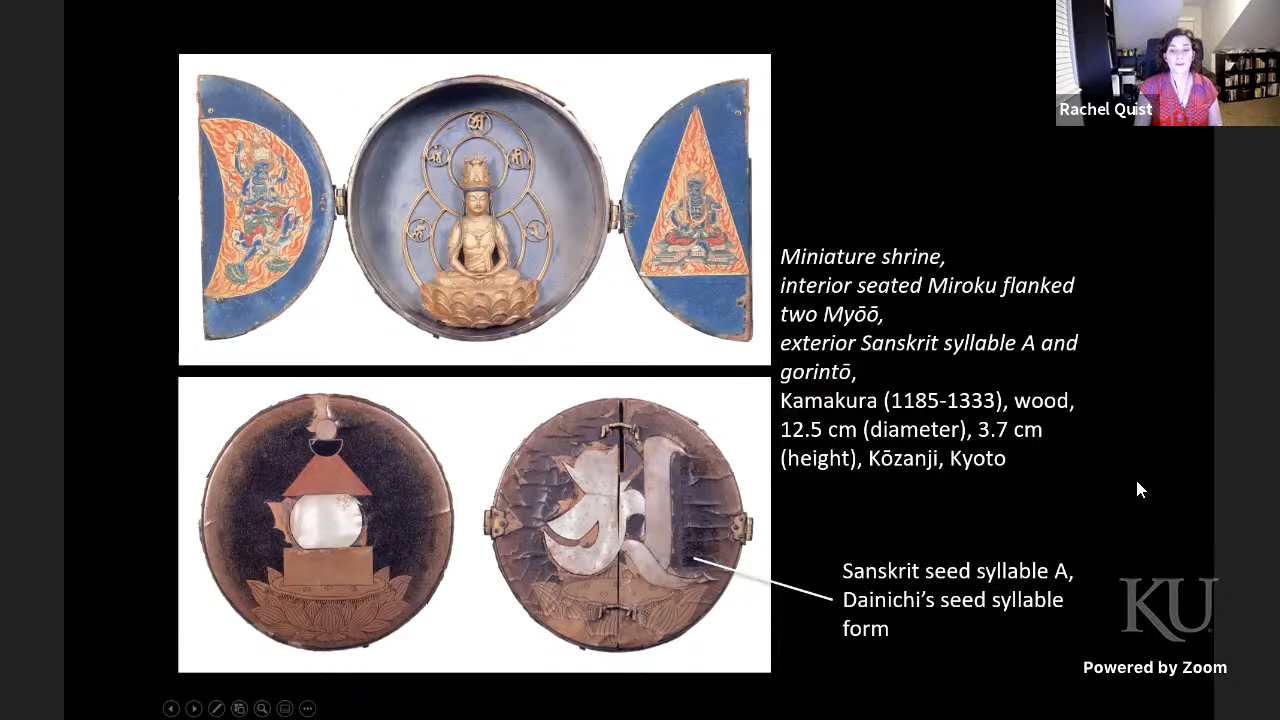 Rachel Quist
Miniature shrine,
interior seated Miroku flanked
two Myōō,
exterior Sanskrit syllable A and
gorintō,
Kamakura (1185-1333), wood,
12.5 cm (diameter), 3.7 cm
(height), Kōzanji, Kyoto
Sanskrit seed syllable A,
Dainichi’s seed syllable
form
KU
Powered by Zoom